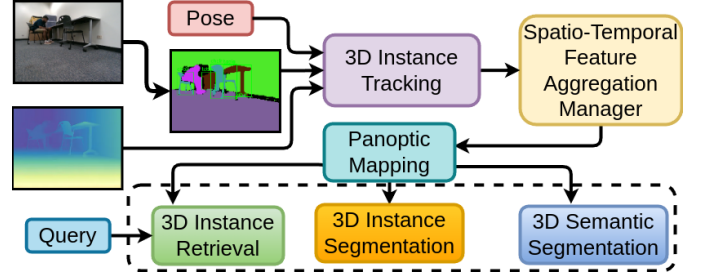 Pose
3D Instance
Tracking
Spatio-Temporal
Feature
Aggregation
Manager
Panoptic
Mapping
Query
3D Instance
Retrieval
3D Instance
Segmentation
3D Semantic
Segmentation